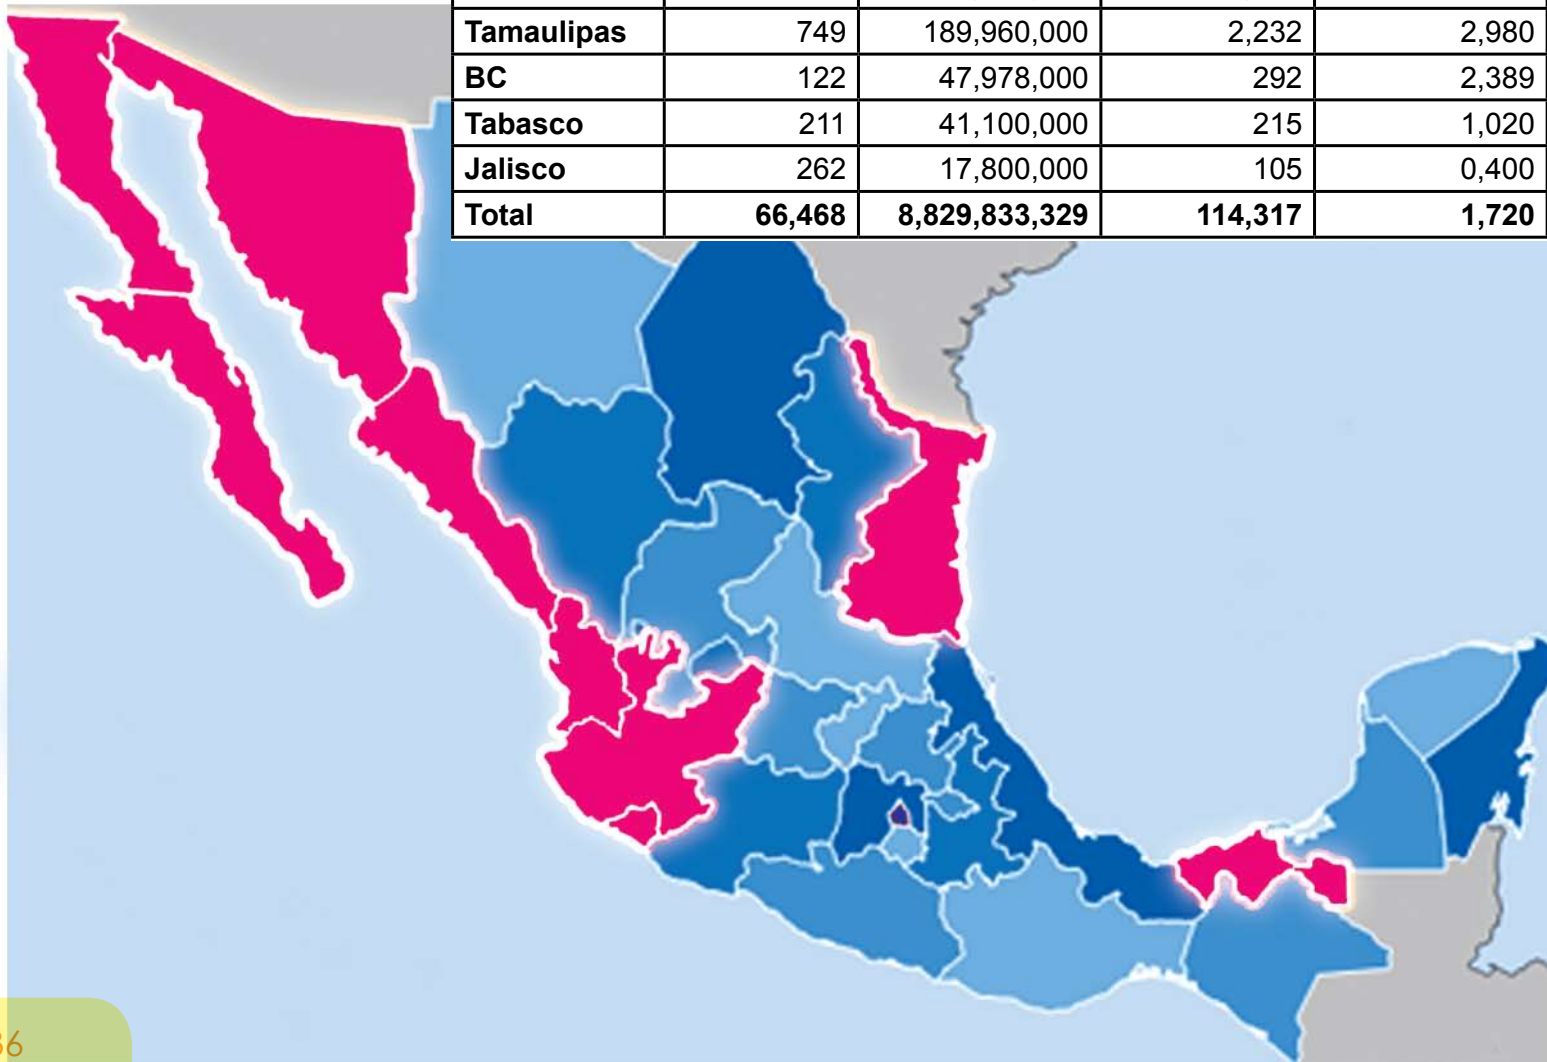 Tamaulipas 749 189,960,000 2,232 2,980
BC 122 47,978,000 292 2,389
Tabasco 211 41,100,000 215 1,020
Jalisco 262 17,800,000 105 0,400
Total 66,468 8,829,833,329 114,317 1,720